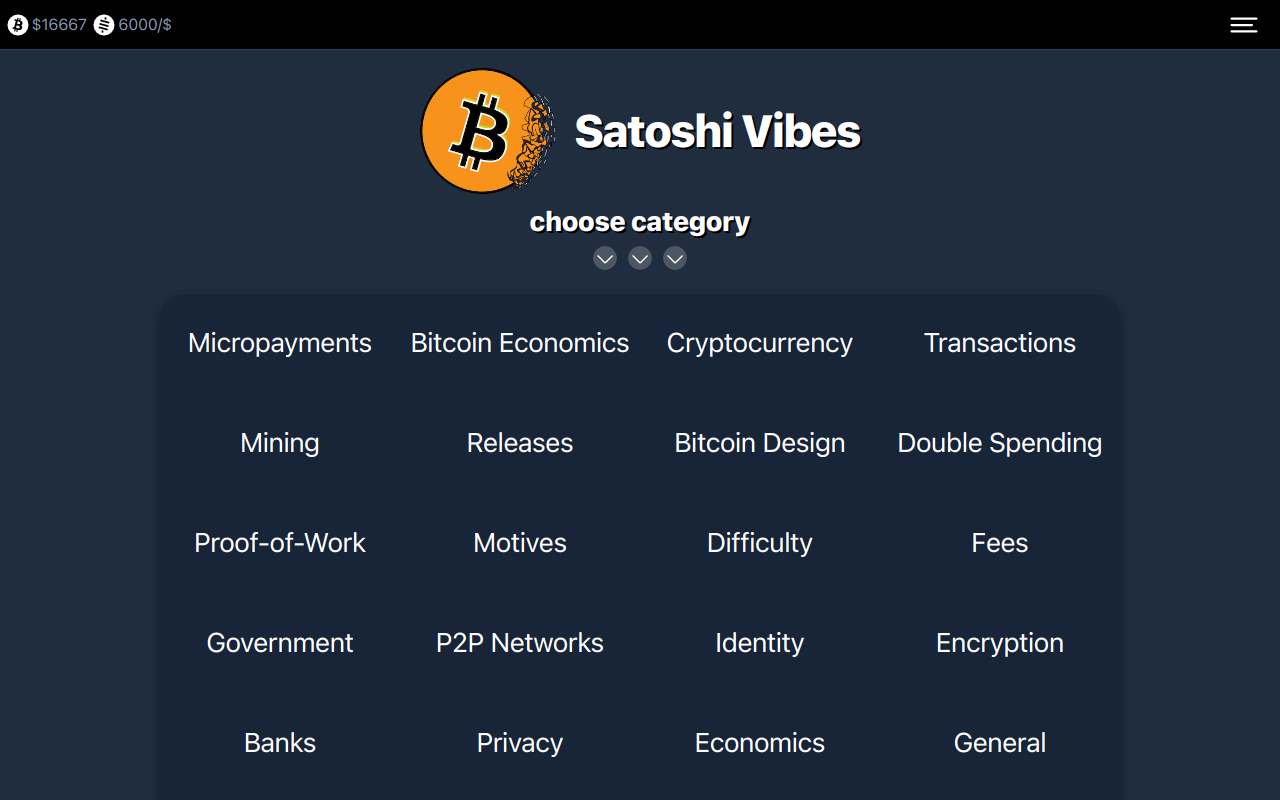 $16667 6000/$
Satoshi Vibes
choose category
Micropayments Bitcoin Economics Cryptocurrency Transactions
Mining Releases Bitcoin Design Double Spending
Proof-of-Work Motives Difficulty Fees
Government P2P Networks Identity Encryption
Banks Privacy Economics General